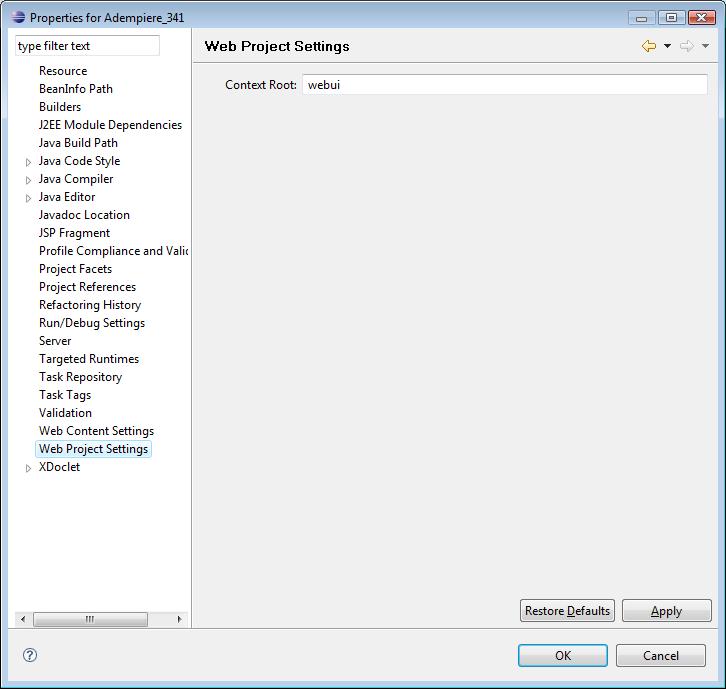 Properties for Adempiere_341
type filter text
Resource
BeanInfo Path
Builders
J2EE Module Dependencies
Java Build Path
Java Code Style
Java Compiler
Java Editor
Javadoc Location
JSP Fragment
Profile Compliance and Valid
Project Facets
Project References
Refactoring History
Run/Debug Settings
Server
Targeted Runtimes
Task Repository
Task Tags
Validation
Web Content Settings
Web Project Settings
XDoclet
Web Project Settings
Context Root: webui
Restore Defaults Apply
OK Cancel